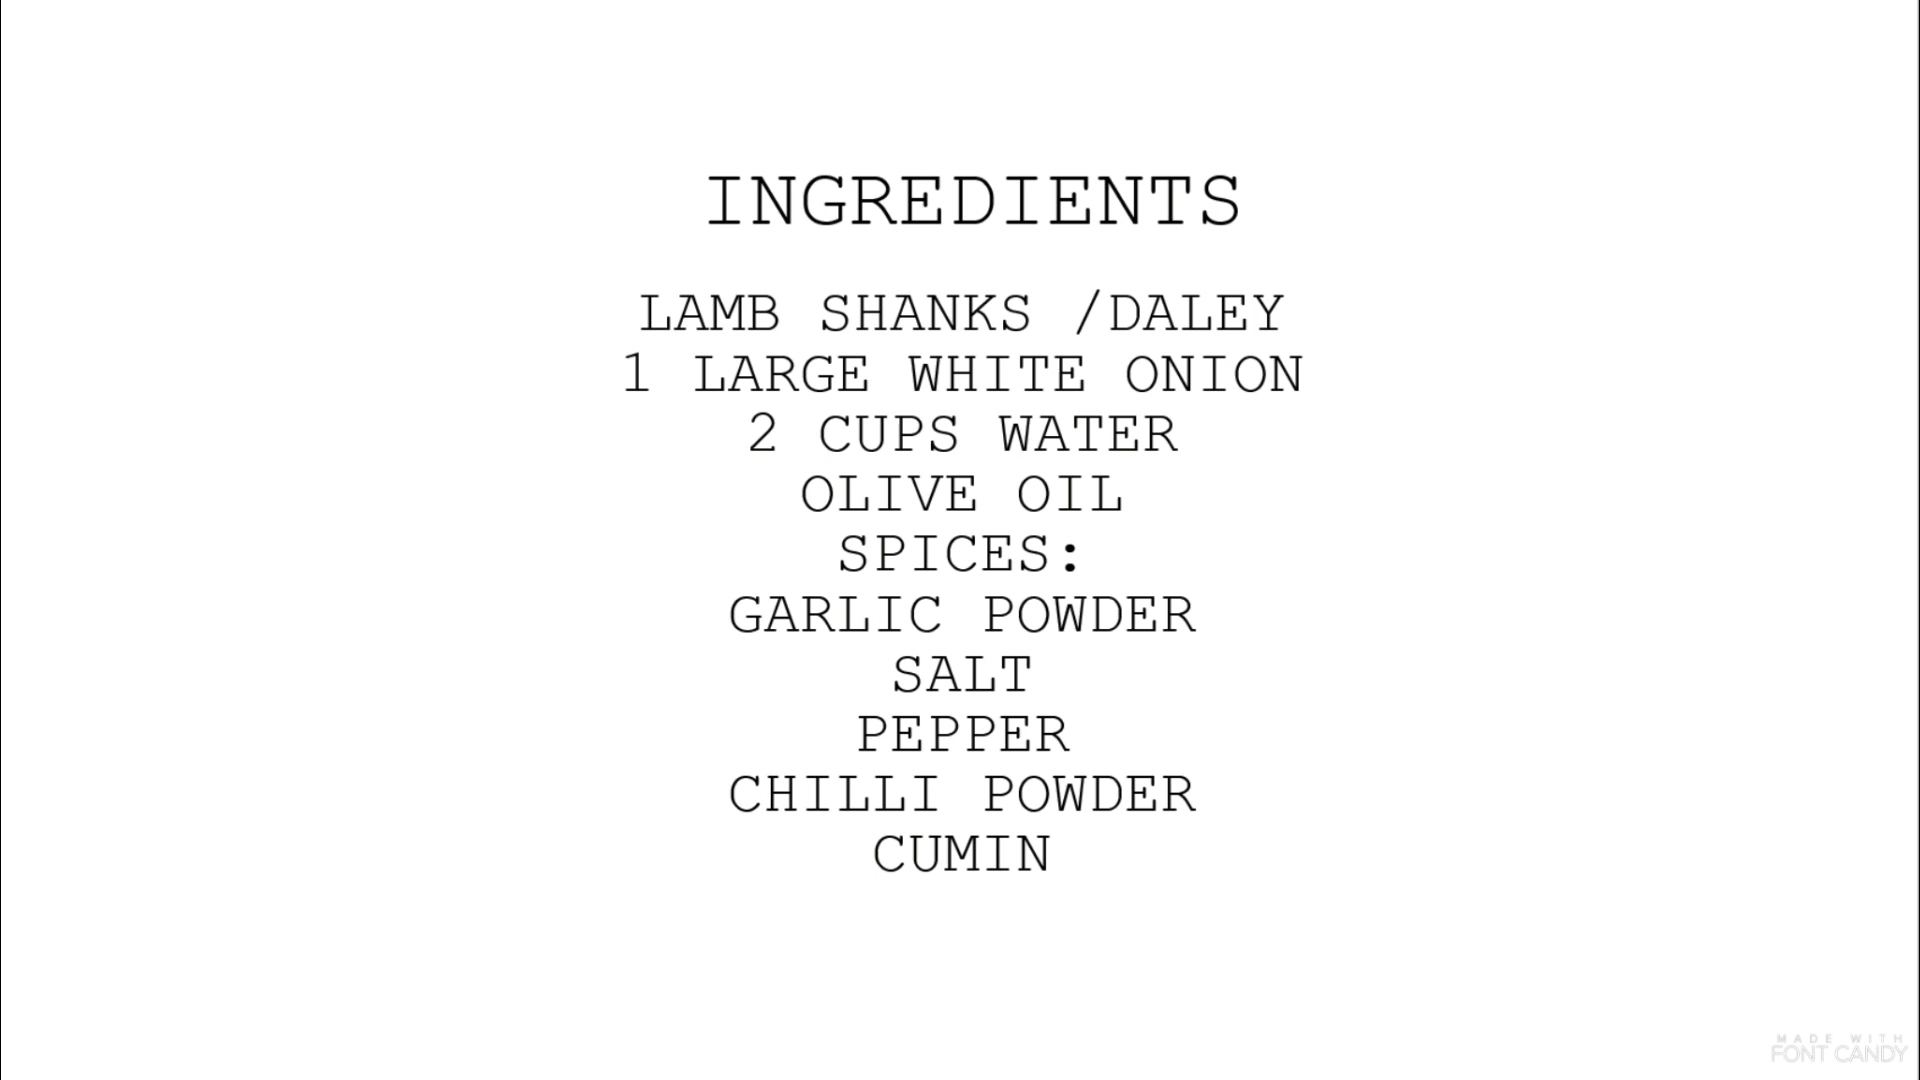 INGREDIENTS
LAMB SHANKS /DALEY
1 LARGE WHITE ONION
2 CUPS WATER
OLIVE OIL
SPICES:
GARLIC POWDER
SALT
PEPPER
CHILLI POWDER
CUMIN
MADE WITH
FONT CANDY